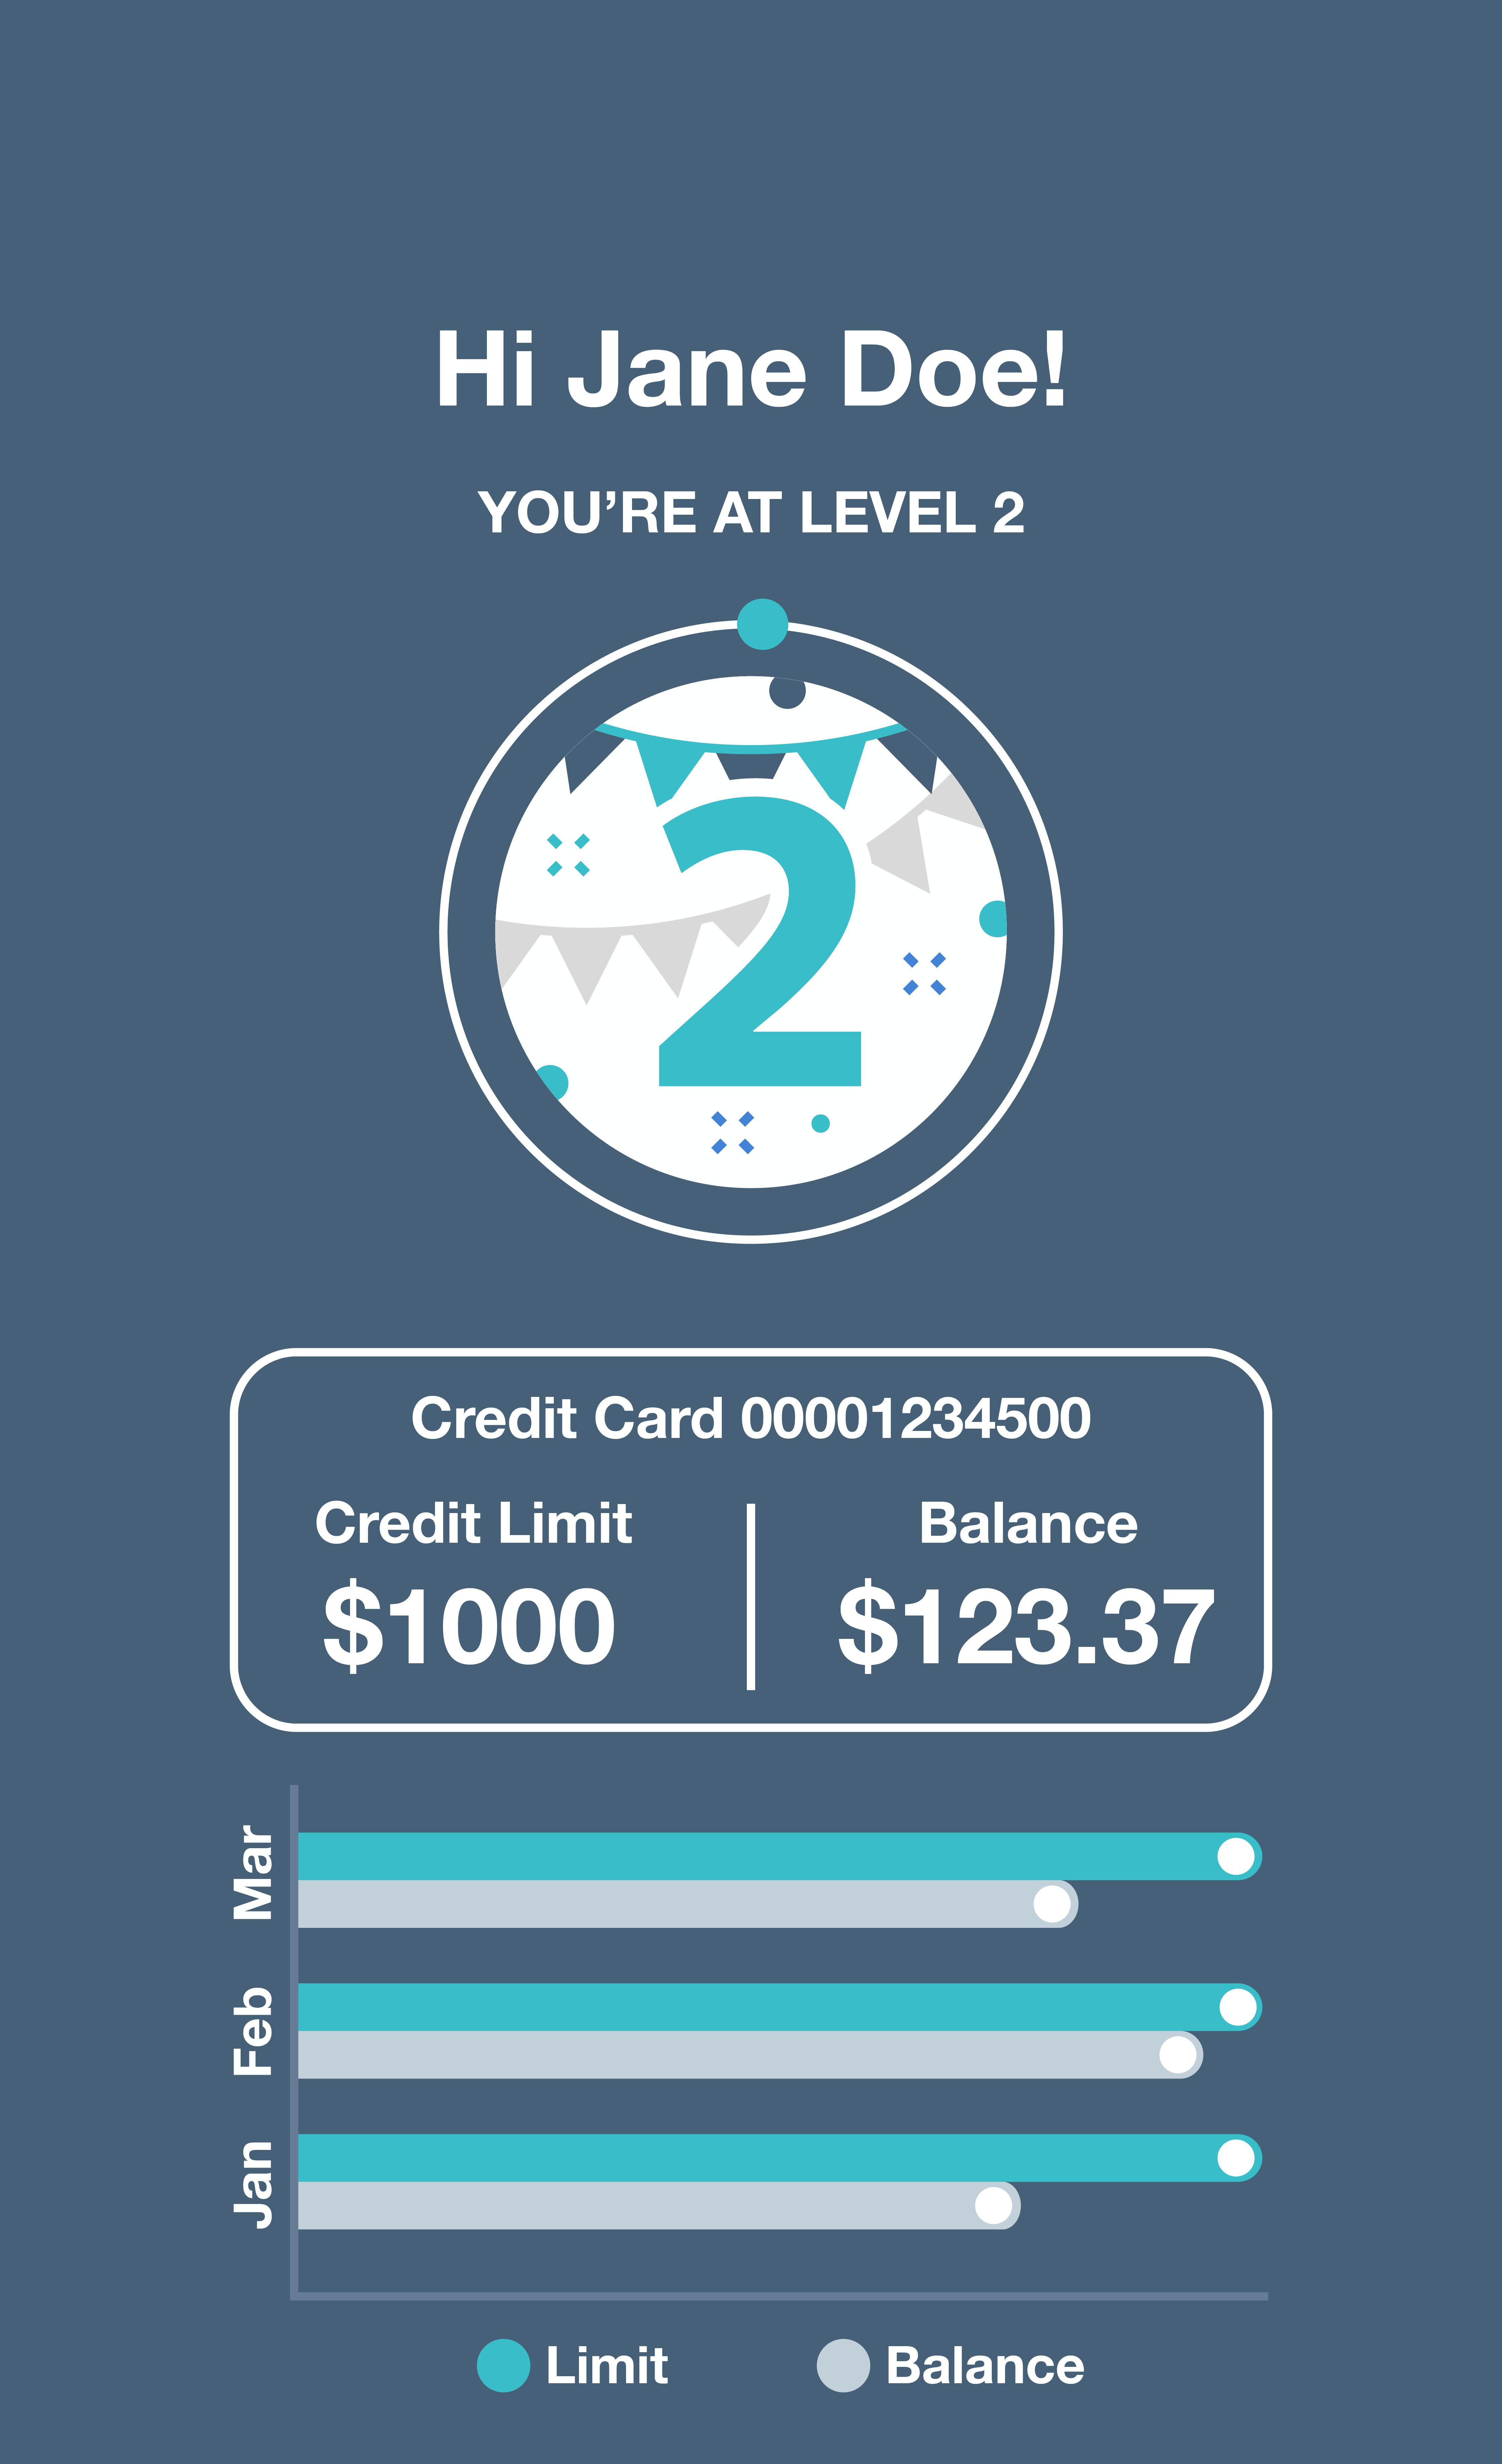 Hi Jane Doe!
YOU’RE AT LEVEL 2
2
Credit Card 00001234500
Credit Limit
$1000
Balance
$123.37
Mar
Feb
Jan
Limit
Balance